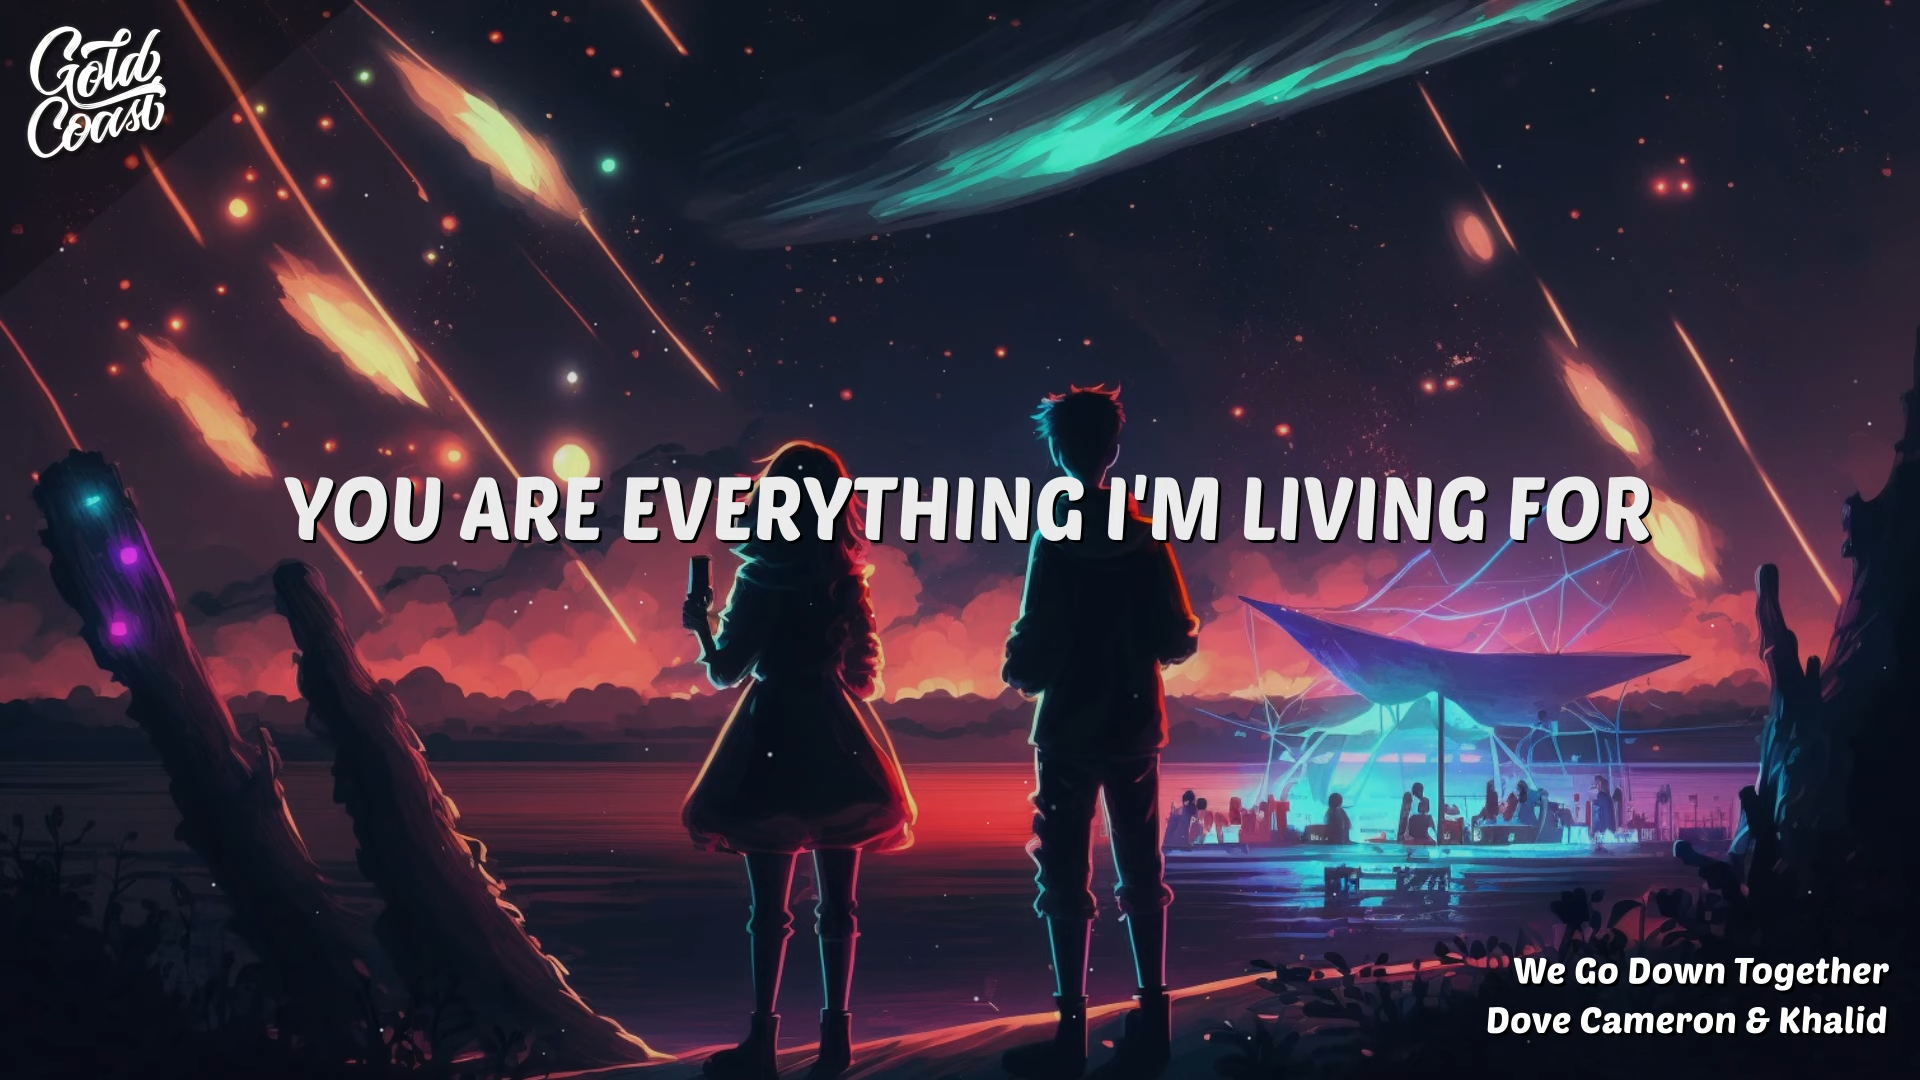 Gold
Coast
YOU ARE EVERYTHING I'M LIVING FOR
We Go Down Together
Dove Cameron & Khalid